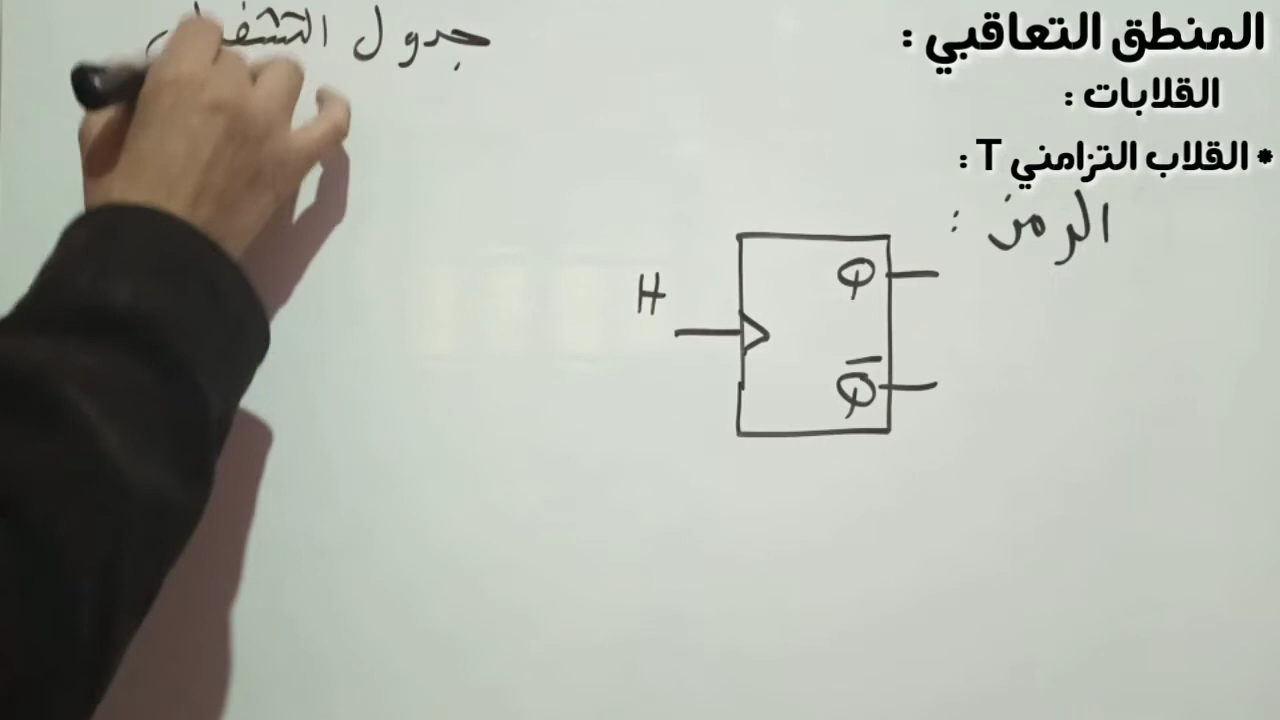 المنطق التعاقبي :
القلابات :
* القلاب التزامني T :
الرمز :
جدول
H
Q
Q̅